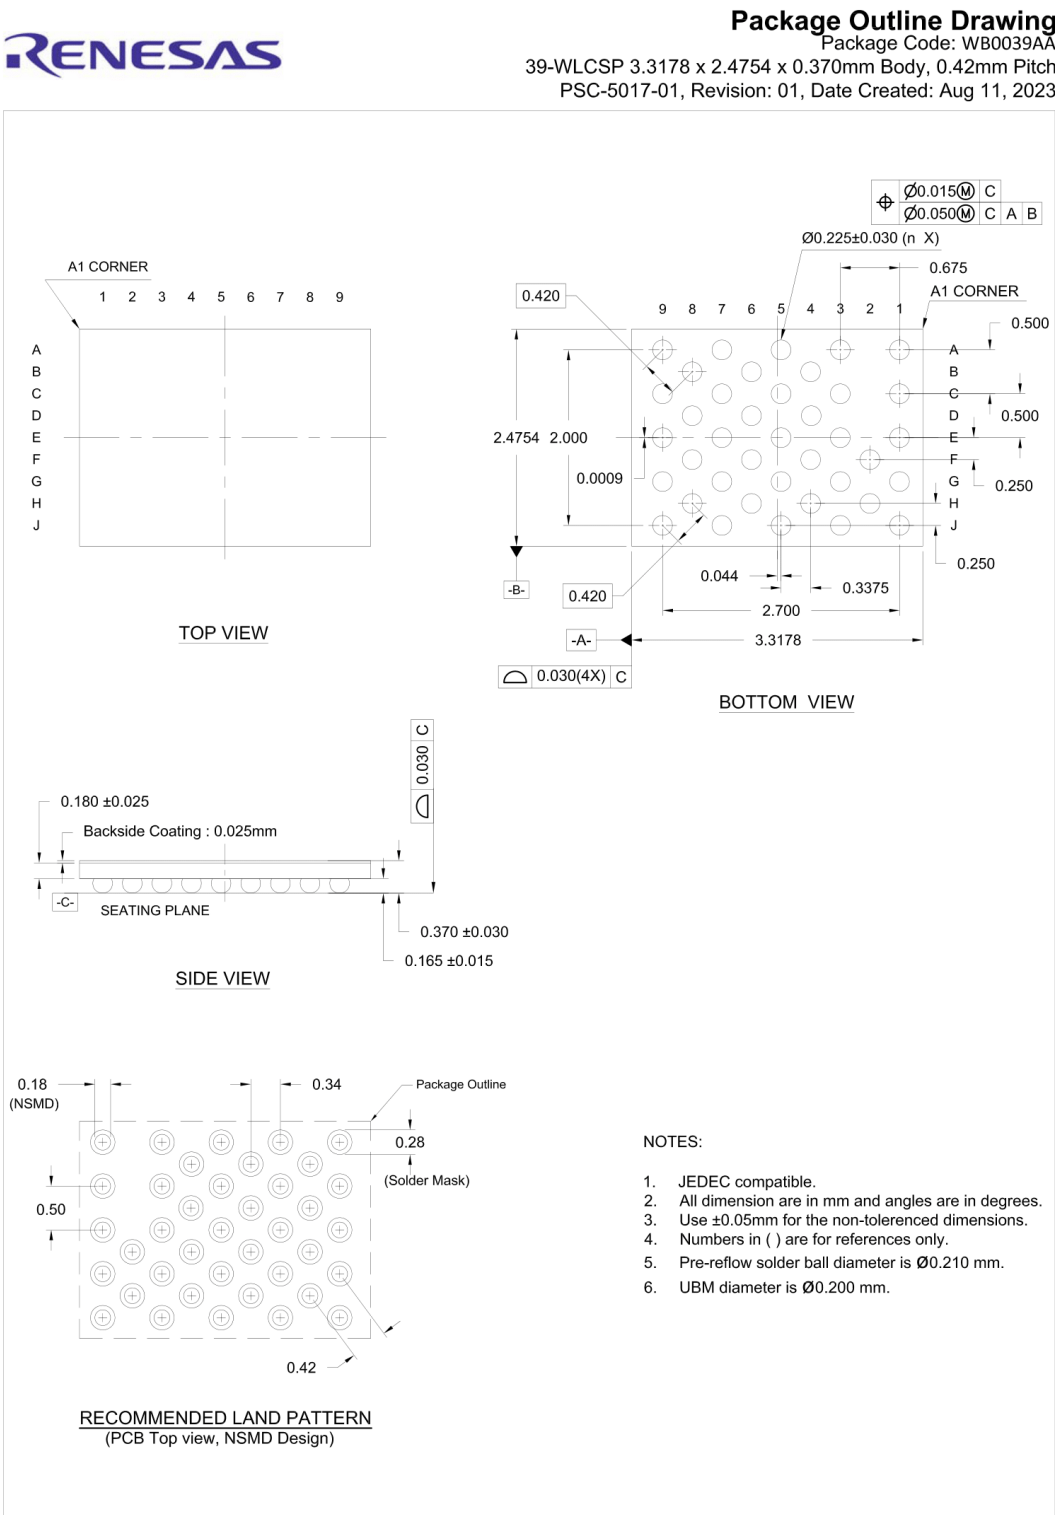 RENESAS
Package Outline Drawing
Package Code: WB0039AA
39-WLCSP 3.3178 x 2.4754 x 0.370mm Body, 0.42mm Pitch
PSC-5017-01, Revision: 01, Date Created: Aug 11, 2023
Ø0.015Ⓜ C
Ø0.050Ⓜ C A B
Ø0.225±0.030 (n X)
A1 CORNER
0.675
0.420
A1 CORNER
1 2 3 4 5 6 7 8 9
9 8 7 6 5 4 3 2 1
0.500
A
B
C
D
E
F
G
H
J
A
B
C
D
E
F
G
H
J
0.500
2.4754 2.000
0.0009
0.250
0.250
0.044
0.3375
-B-
0.420
2.700
-A-
3.3178
0.030(4X) C
TOP VIEW
BOTTOM VIEW
0.030 C
0.180 ±0.025
Backside Coating : 0.025mm
-C-
SEATING PLANE
0.370 ±0.030
0.165 ±0.015
SIDE VIEW
0.18
(NSMD)
0.34
Package Outline
0.28
(Solder Mask)
0.50
0.42
RECOMMENDED LAND PATTERN
(PCB Top view, NSMD Design)
NOTES:
1. JEDEC compatible.
2. All dimension are in mm and angles are in degrees.
3. Use ±0.05mm for the non-tolerenced dimensions.
4. Numbers in ( ) are for references only.
5. Pre-reflow solder ball diameter is Ø0.210 mm.
6. UBM diameter is Ø0.200 mm.